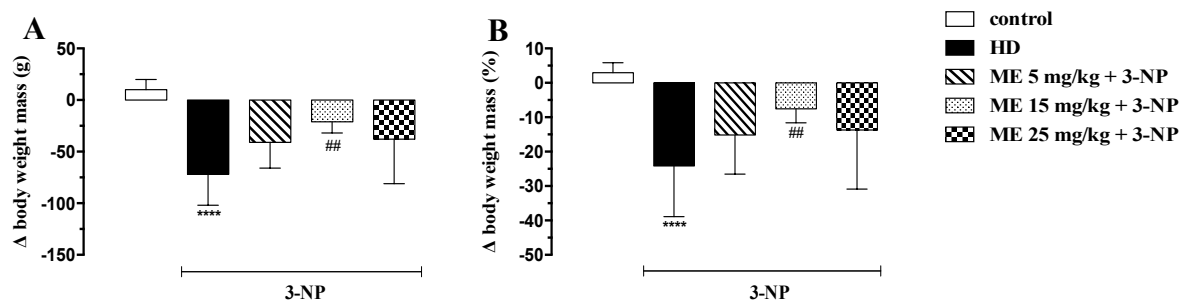 A
Δ body weight mass (g)
50
0
-50
-100
-150
****
##
3-NP
B
Δ body weight mass (%)
10
0
-10
-20
-30
-40
-50
****
##
3-NP
control
HD
ME 5 mg/kg + 3-NP
ME 15 mg/kg + 3-NP
ME 25 mg/kg + 3-NP